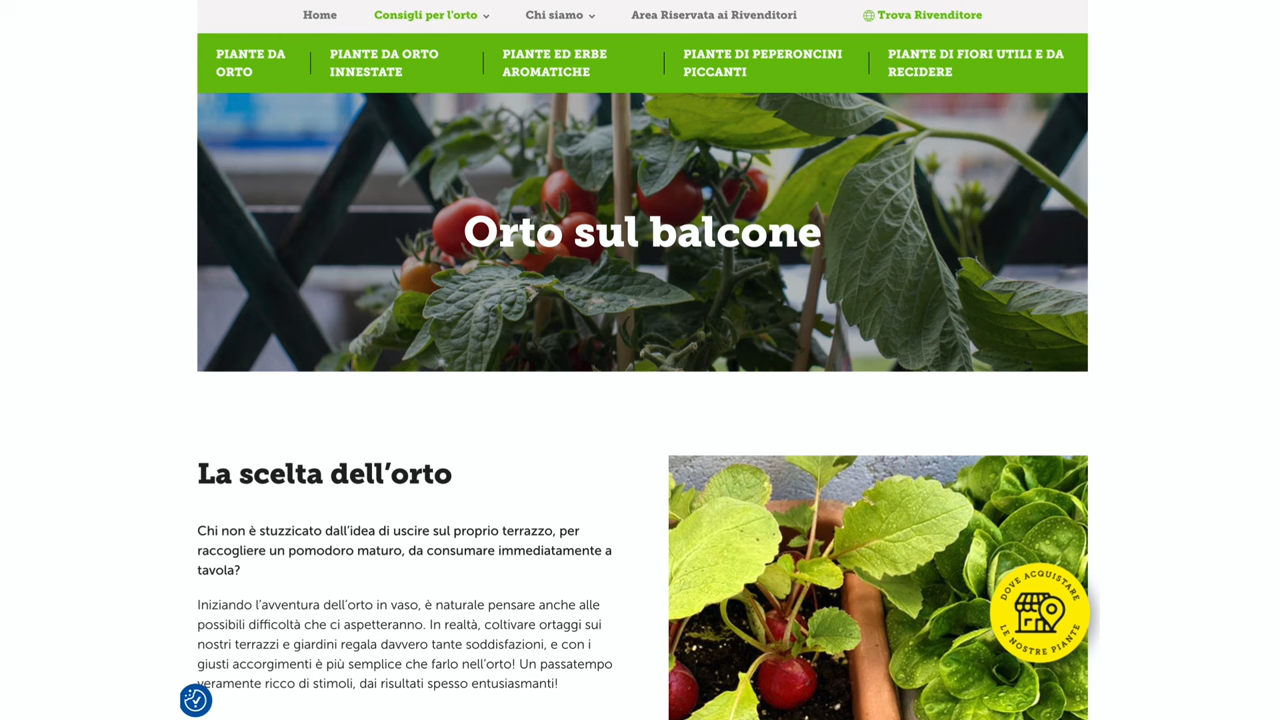 Home Consigli per l'orto Chi siamo Area Riservata ai Rivenditori Trova Rivenditore
PIANTE DA ORTO
PIANTE DA ORTO INNESTATE
PIANTE ED ERBE AROMATICHE
PIANTE DI PEPERONCINI PICCANTI
PIANTE DI FIORI UTILI E DA RECIDERE
Orto sul balcone
La scelta dell’orto
Chi non è stuzzicato dall’idea di uscire sul proprio terrazzo, per
raccogliere un pomodoro maturo, da consumare immediatamente a
tavola?
Iniziando l’avventura dell’orto in vaso, è naturale pensare anche alle
possibili difficoltà che ci aspetteranno. In realtà, coltivare ortaggi sui
nostri terrazzi e giardini regala davvero tante soddisfazioni, e con i
giusti accorgimenti è più semplice che farlo nell’orto! Un passatempo
veramente ricco di stimoli, dai risultati spesso entusiasmanti!
DOVE ACQUISTARE
LE NOSTRE PIANTE